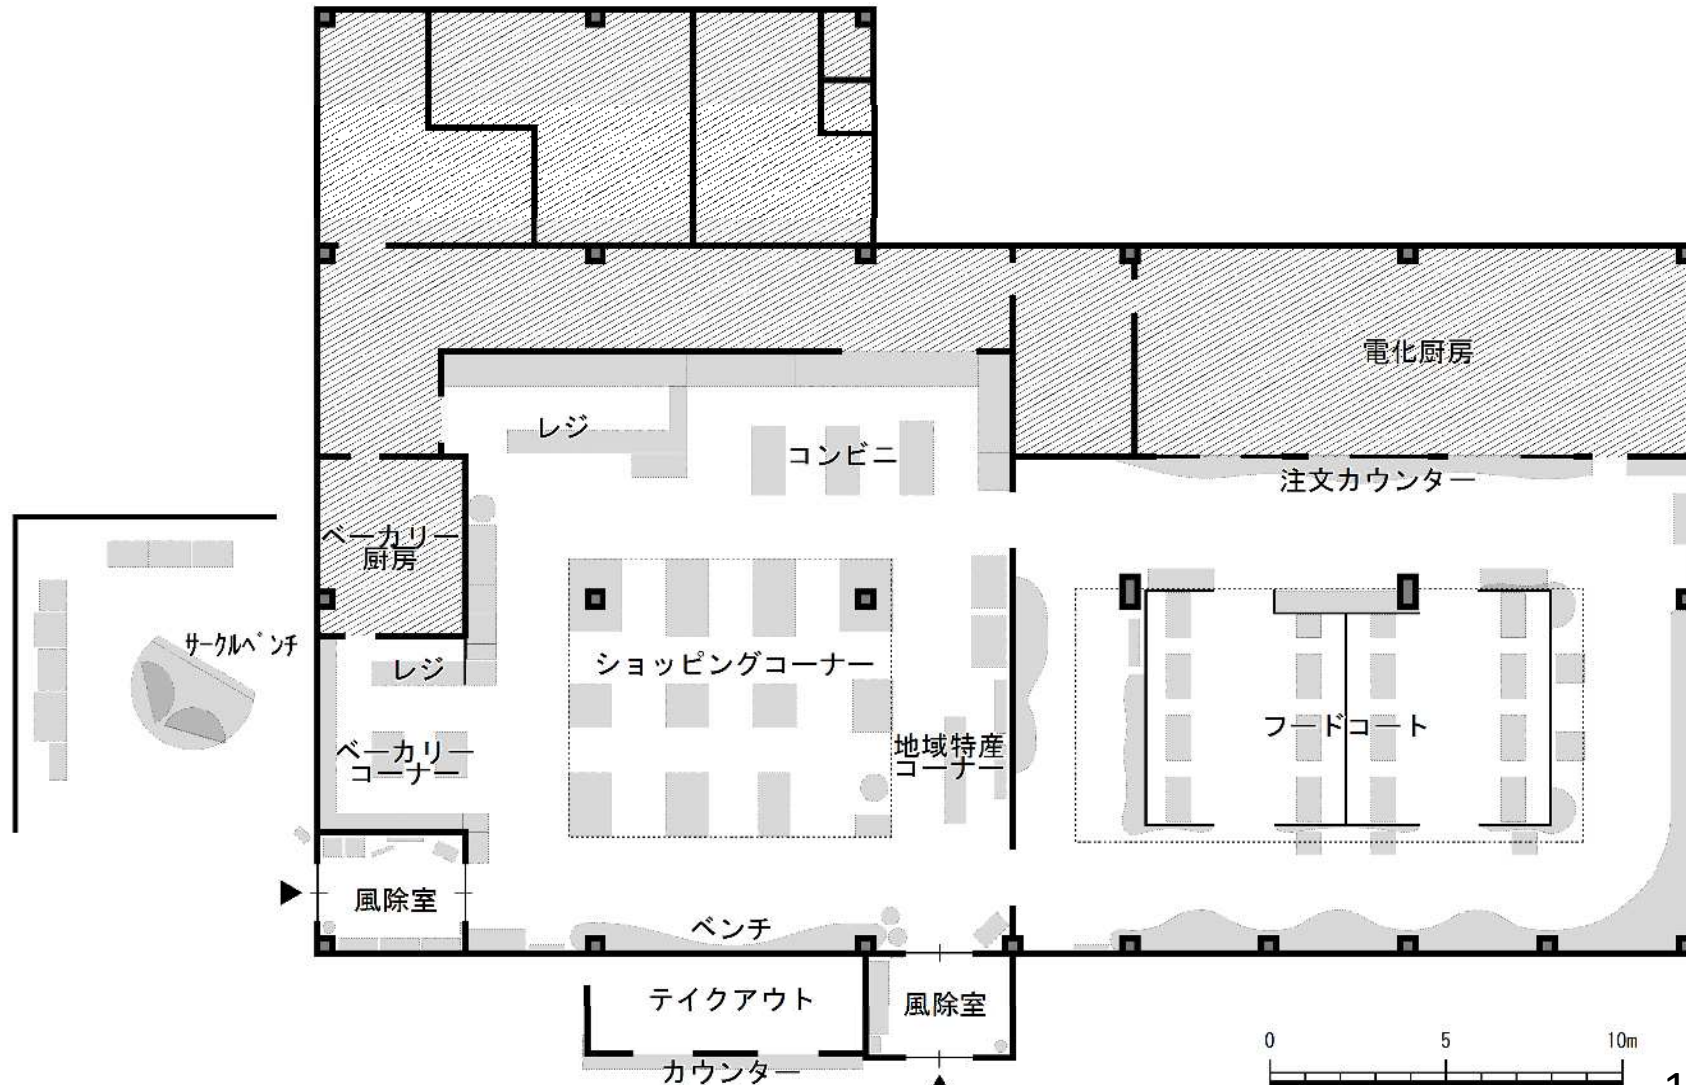 電化厨房
レジ
コンビニ
注文カウンター
ベーカリー
厨房
サークルベンチ
レジ
ショッピングコーナー
フードコート
地域特産
コーナー
ベーカリー
コーナー
風除室
ベンチ
テイクアウト
風除室
カウンター
0 5 10m
1